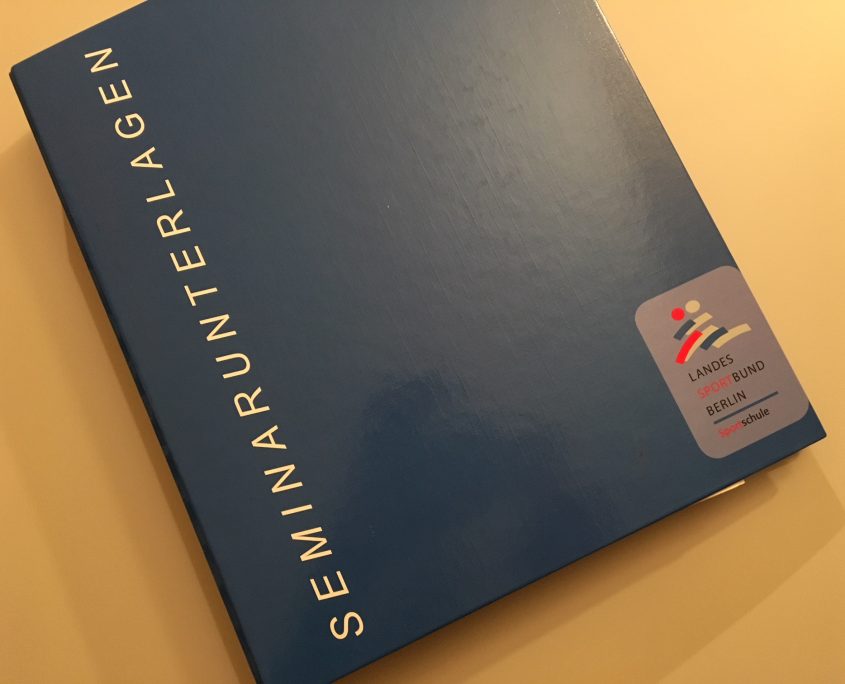 SEMINARUNTERLAGEN
LANDES
SPORTBUND
BERLIN
Sportschule